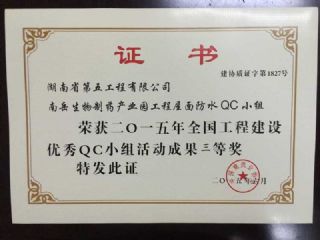 证书
建协质证字第1827号
湖南省第五工程有限公司
南岳生物制药产业园工程屋面防水QC小组
荣获二〇一五年全国工程建设
优秀QC小组活动成果三等奖
特发此证